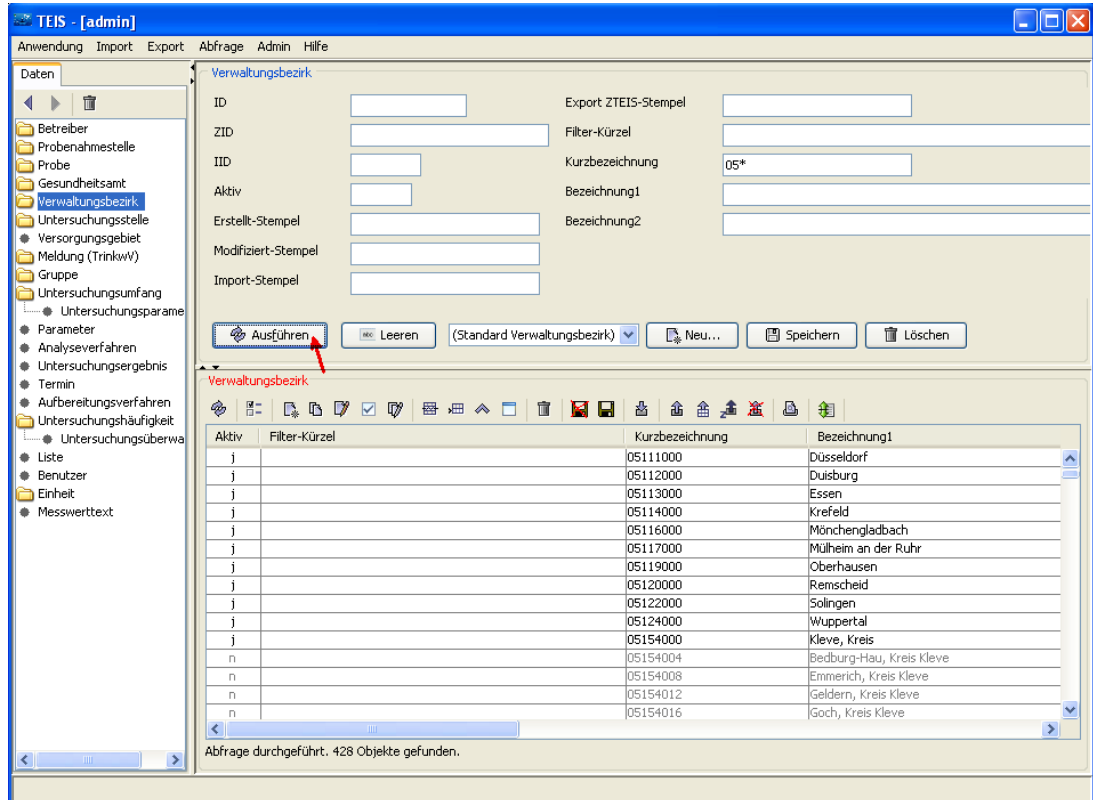 TEIS - [admin]
Anwendung Import Export Abfrage Admin Hilfe
Daten
Betreiber
Probenahmestelle
Probe
Gesundheitsamt
Verwaltungsbezirk
Untersuchungsstelle
Versorgungsgebiet
Meldung (TrinkwV)
Gruppe
Untersuchungsumfang
Untersuchungsparame
Parameter
Analyseverfahren
Untersuchungsergebnis
Termin
Aufbereitungsverfahren
Untersuchungshäufigkeit
Untersuchungsüberwa
Liste
Benutzer
Einheit
Messwerttext
Verwaltungsbezirk
ID Export ZTEIS-Stempel
ZID Filter-Kürzel
IID Kurzbezeichnung 05*
Aktiv Bezeichnung1
Erstellt-Stempel Bezeichnung2
Modifiziert-Stempel
Import-Stempel
Ausführen abc Leeren (Standard Verwaltungsbezirk) Neu... Speichern Löschen
Verwaltungsbezirk
Aktiv Filter-Kürzel Kurzbezeichnung Bezeichnung1
j 05111000 Düsseldorf
j 05112000 Duisburg
j 05113000 Essen
j 05114000 Krefeld
j 05116000 Mönchengladbach
j 05117000 Mülheim an der Ruhr
j 05119000 Oberhausen
j 05120000 Remscheid
j 05122000 Solingen
j 05124000 Wuppertal
j 05154000 Kleve, Kreis
n 05154004 Bedburg-Hau, Kreis Kleve
n 05154008 Emmerich, Kreis Kleve
n 05154012 Geldern, Kreis Kleve
n 05154016 Goch, Kreis Kleve
Abfrage durchgeführt. 428 Objekte gefunden.